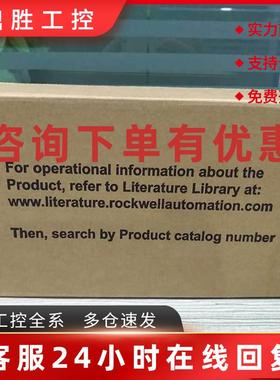 胜工控
实力
支持
免费
咨询下单有优惠
For operational information about the
Product, refer to Literature Library at:
www.literature.rockwellautomation.com
Then, search by Product catalog number
工控全系 多仓速发
客服24小时在线回复